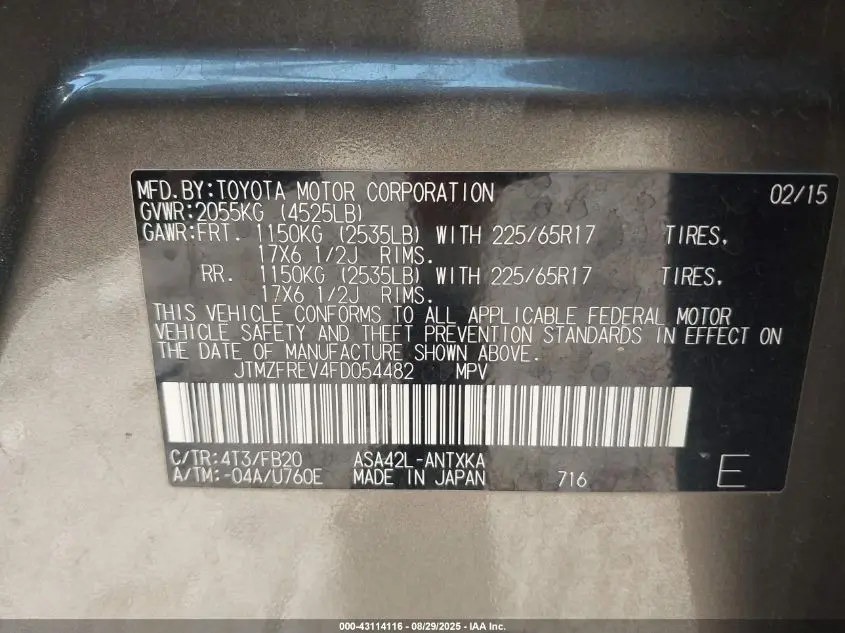 MFD.BY:TOYOTA MOTOR CORPORATION 02/15
GVWR:2055KG (4525LB)
GAWR:FRT. 1150KG (2535LB) WITH 225/65R17 TIRES,
17X6 1/2J RIMS.
RR. 1150KG (2535LB) WITH 225/65R17 TIRES,
17X6 1/2J RIMS.
THIS VEHICLE CONFORMS TO ALL APPLICABLE FEDERAL MOTOR
VEHICLE SAFETY AND THEFT PREVENTION STANDARDS IN EFFECT ON
THE DATE OF MANUFACTURE SHOWN ABOVE.
JTMZFREV4FD054482 MPV
C/TR:4T3/FB20 ASA42L-ANTXKA
A/TM:-04A/U760E MADE IN JAPAN 716 E
000-43114116 - 08/29/2025 - IAA Inc.